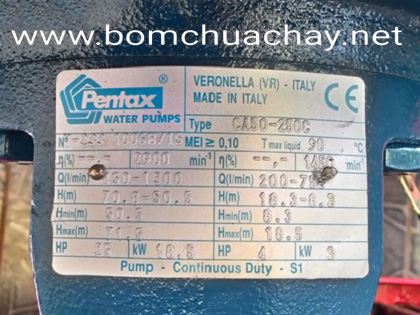 www.bomchuachay.net
Pentax ®
WATER PUMPS
VERONELLA (VR) - ITALY
MADE IN ITALY
CE
Type CA50-250C
N° MEI ≥ 0,10 T max liquid 90 °C
η(%) --,- 2900 min⁻¹ η(%) --,- 1450 min⁻¹
Q(l/min) Q(l/min) 200-
H(m) H(m)
Hmin(m) Hmin(m)
Hmax(m) Hmax(m)
HP 25 kW 18.5 HP 4 kW 3
Pump - Continuous Duty - S1